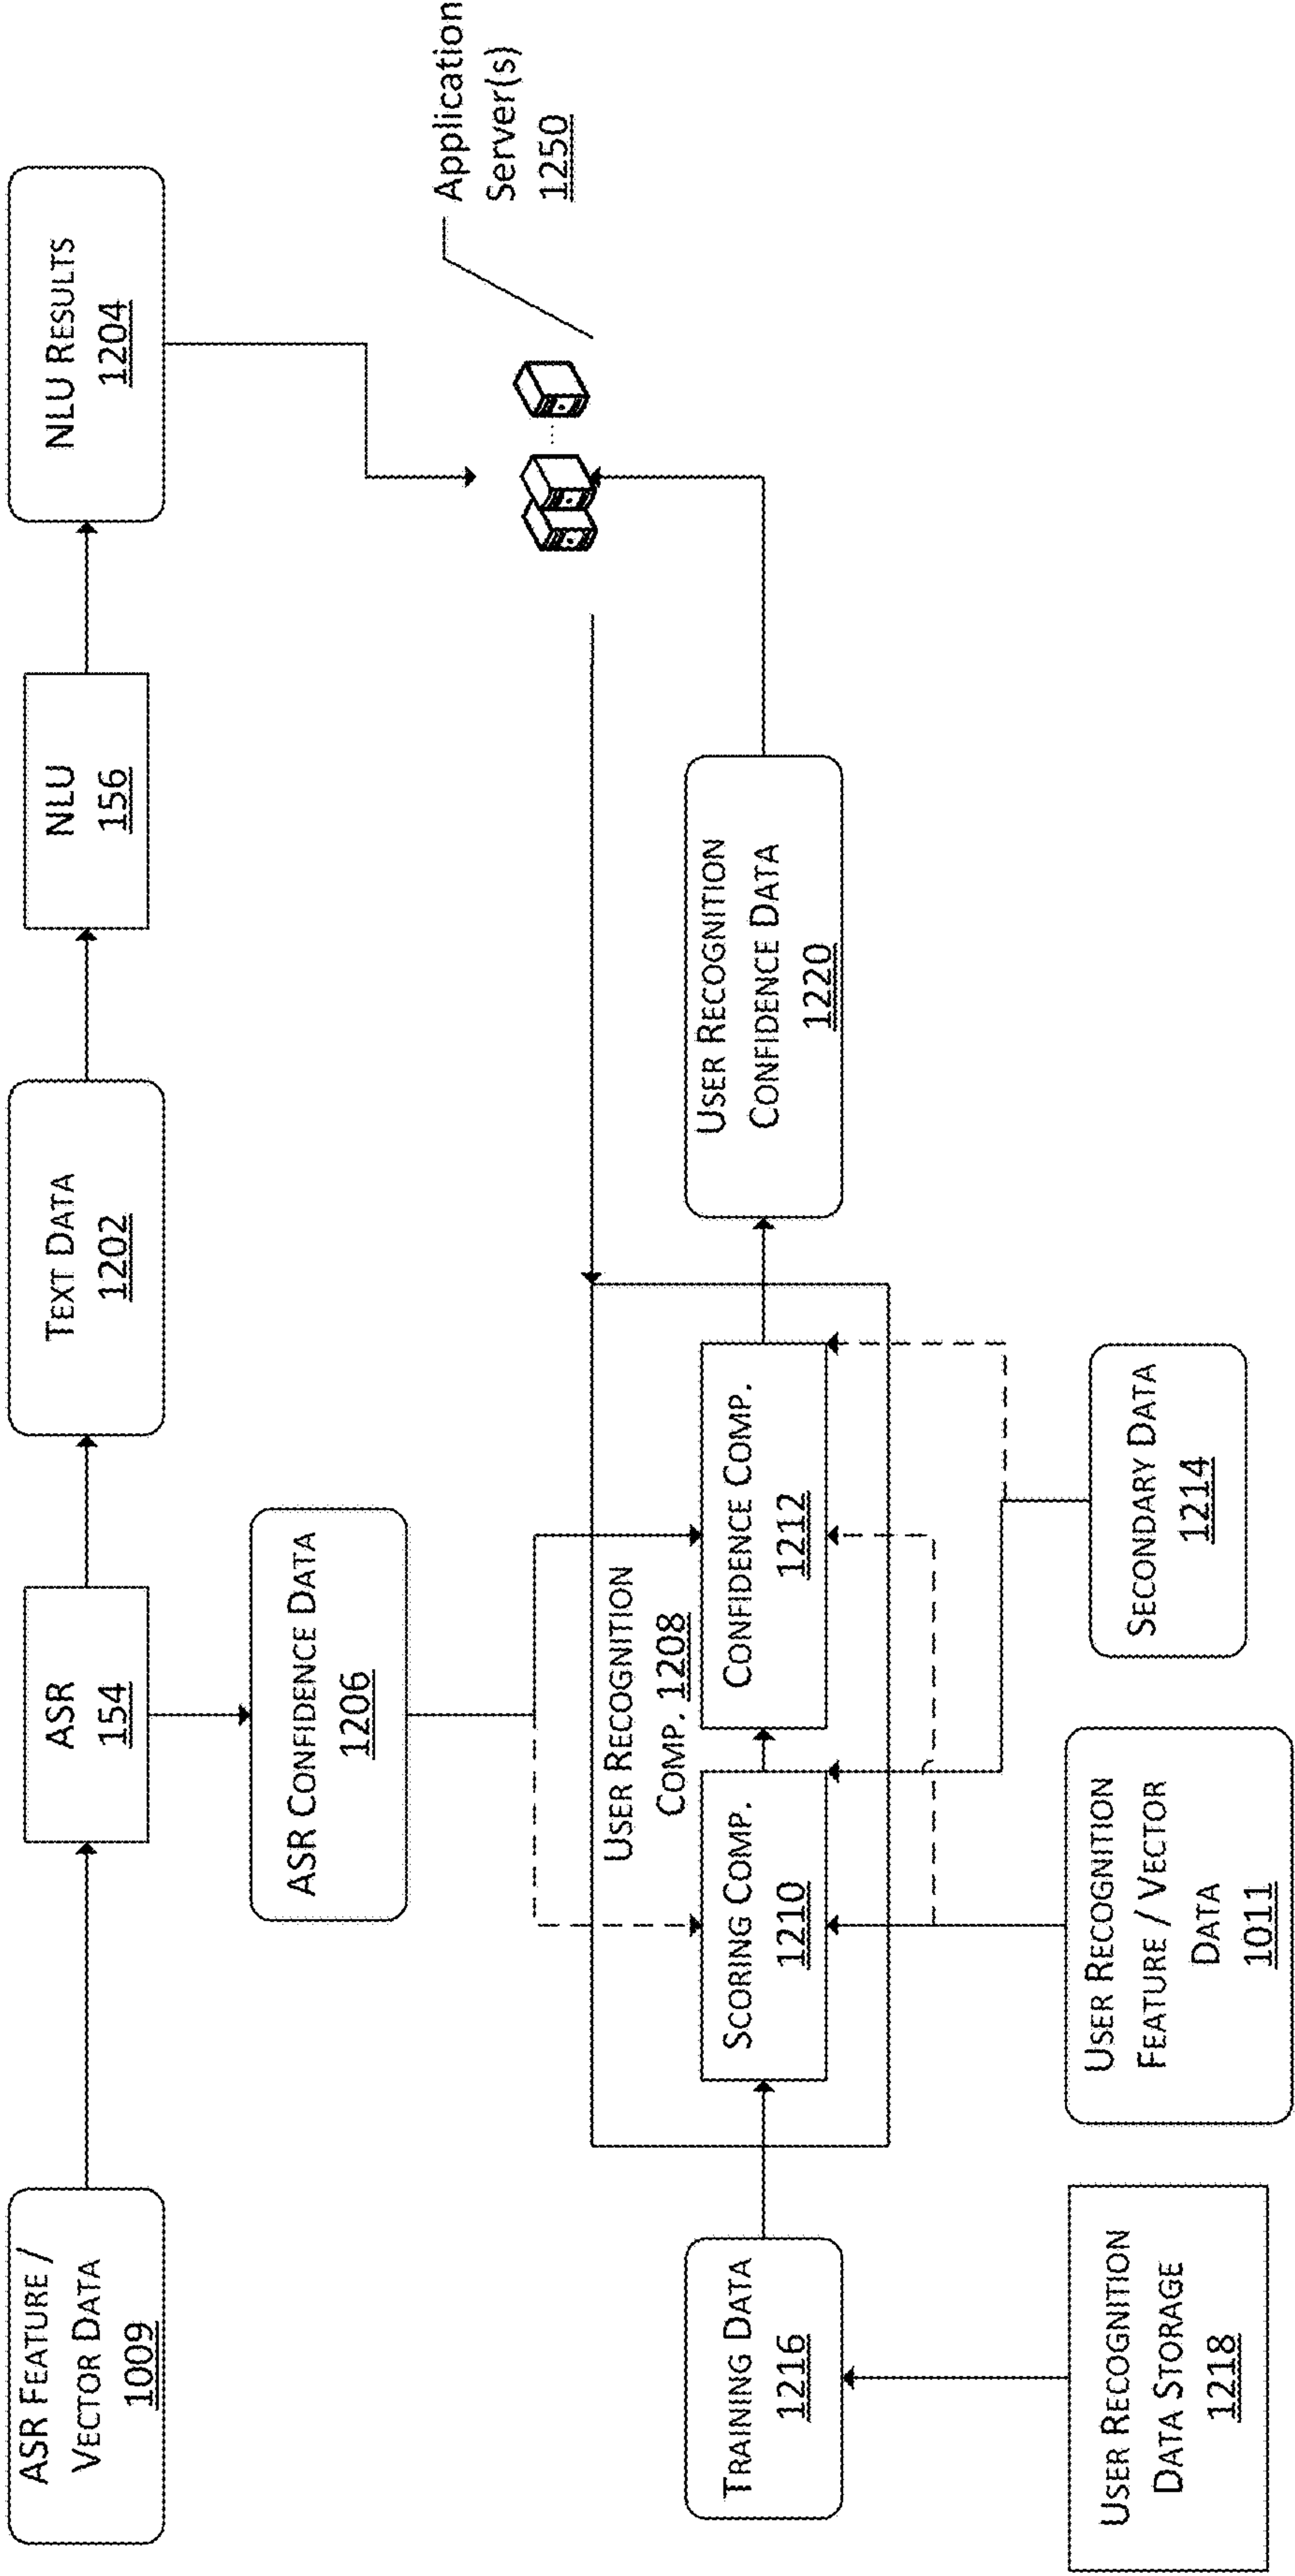 ASR FEATURE /
VECTOR DATA
1009
ASR
154
TEXT DATA
1202
NLU
156
NLU RESULTS
1204
ASR CONFIDENCE DATA
1206
Application
Server(s)
1250
USER RECOGNITION
COMP. 1208
TRAINING DATA
1216
SCORING COMP.
1210
CONFIDENCE COMP.
1212
USER RECOGNITION
CONFIDENCE DATA
1220
USER RECOGNITION
DATA STORAGE
1218
USER RECOGNITION
FEATURE / VECTOR
DATA
1011
SECONDARY DATA
1214